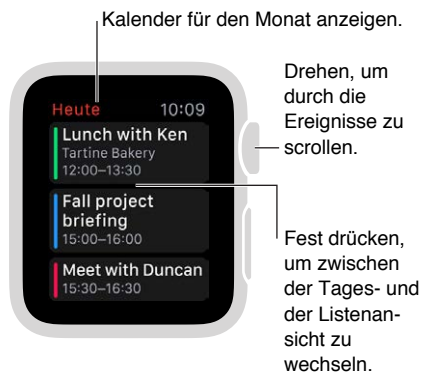 Kalender für den Monat anzeigen.
Heute 10:09
Lunch with Ken
Tartine Bakery
12:00–13:30
Fall project
briefing
15:00–16:00
Meet with Duncan
15:30–16:30
Drehen, um
durch die
Ereignisse zu
scrollen.
Fest drücken,
um zwischen
der Tages- und
der Listenan-
sicht zu
wechseln.